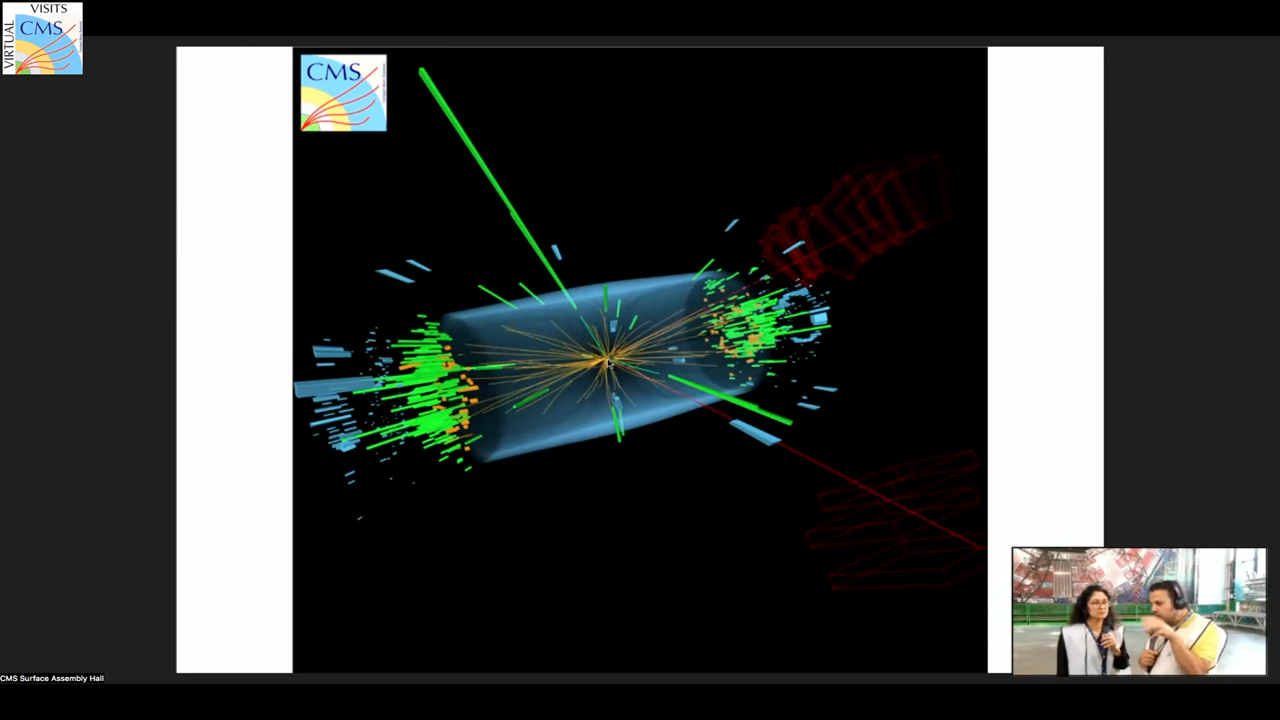 VISITS
VIRTUAL
CMS
CMS
CMS Surface Assembly Hall